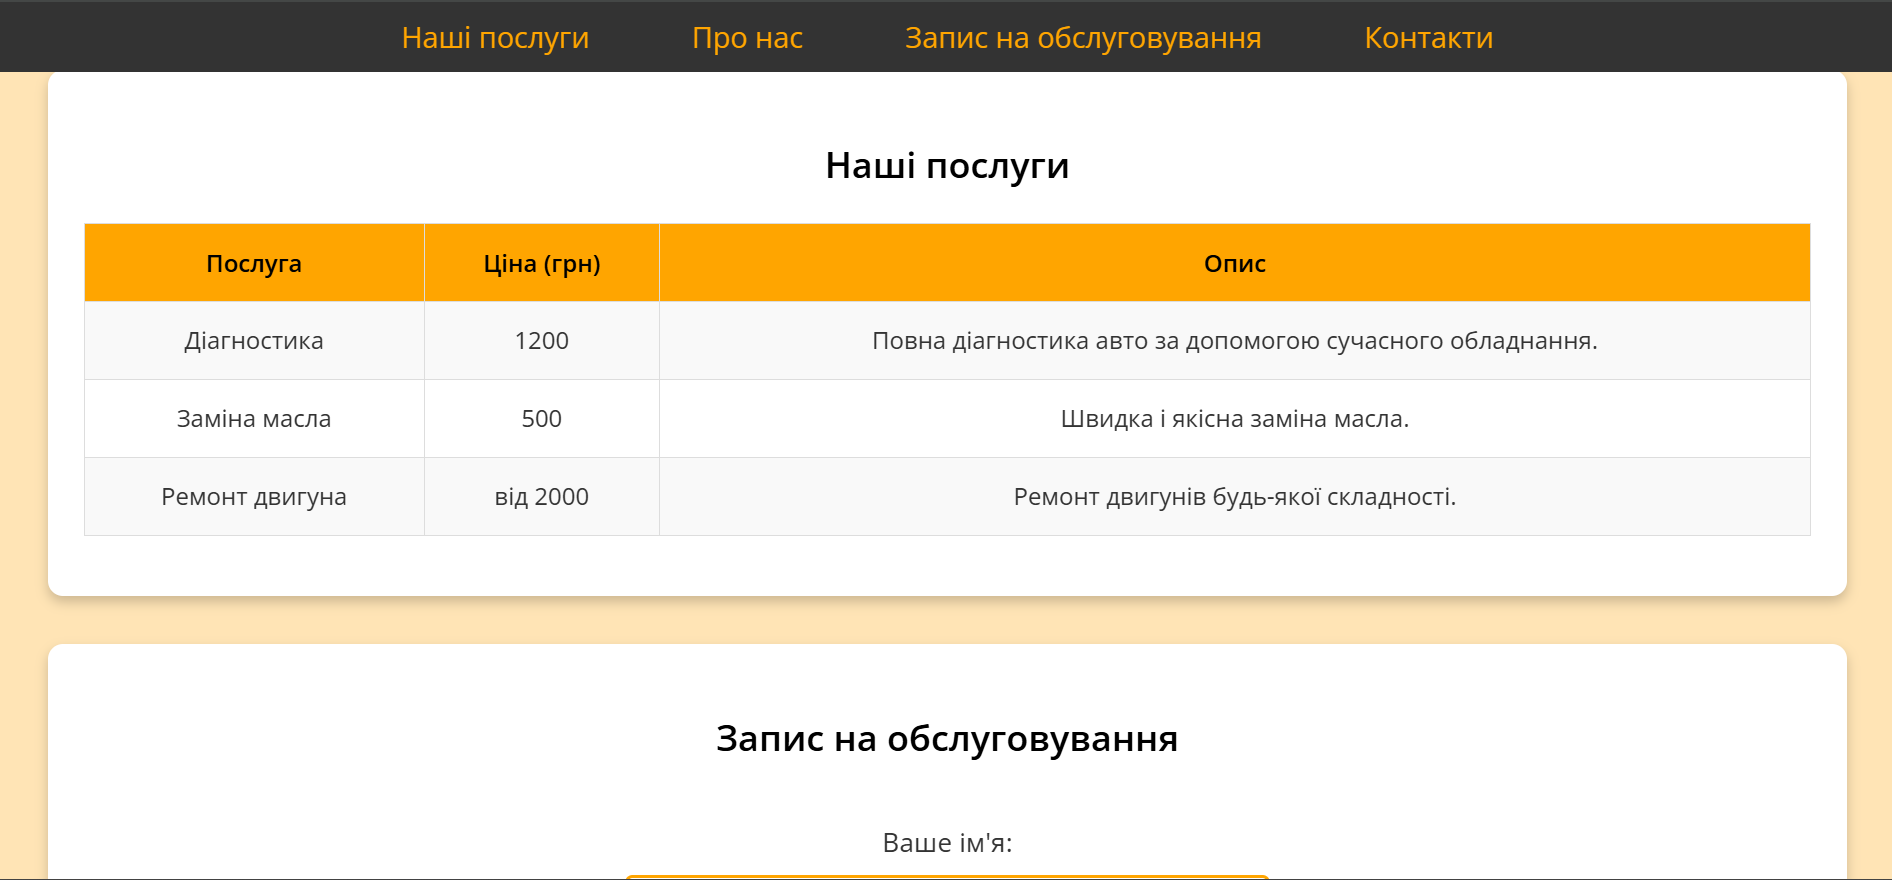 Наші послуги Про нас Запис на обслуговування Контакти
Наші послуги
Послуга Ціна (грн) Опис
Діагностика 1200 Повна діагностика авто за допомогою сучасного обладнання.
Заміна масла 500 Швидка і якісна заміна масла.
Ремонт двигуна від 2000 Ремонт двигунів будь-якої складності.
Запис на обслуговування
Ваше ім'я: